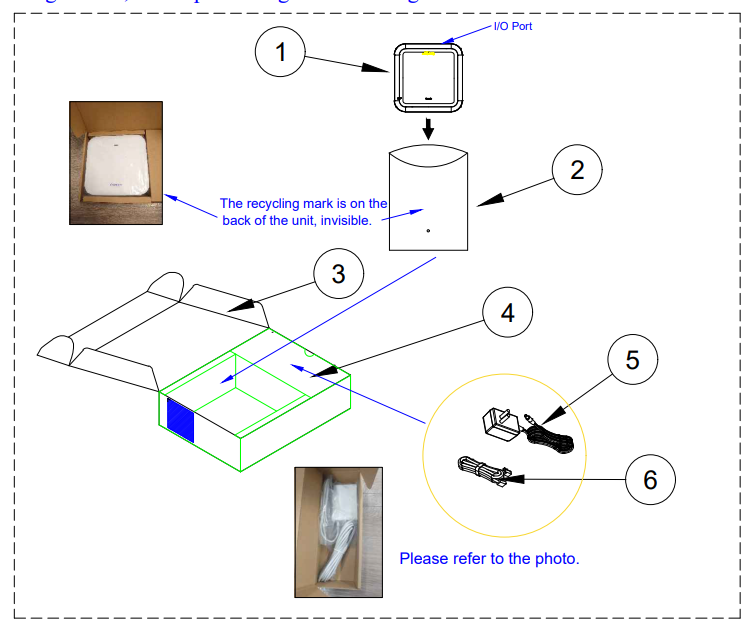 I/O Port
1
2
The recycling mark is on the
back of the unit, invisible.
3
4
5
6
Please refer to the photo.